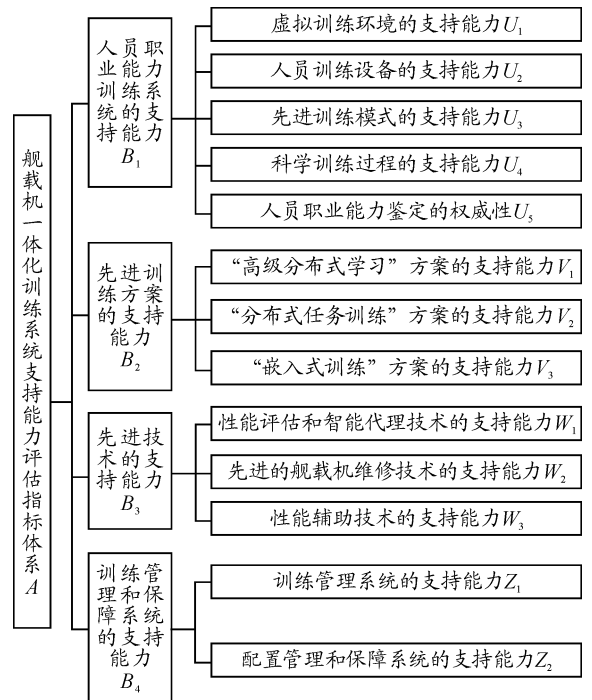 舰载机一体化训练系统支持能力评估指标体系A
人员职
业能力
训练系
统的支
持能力
B₁
虚拟训练环境的支持能力U₁
人员训练设备的支持能力U₂
先进训练模式的支持能力U₃
科学训练过程的支持能力U₄
人员职业能力鉴定的权威性U₅
先进训
练方案
的支持
能力
B₂
“高级分布式学习”方案的支持能力V₁
“分布式任务训练”方案的支持能力V₂
“嵌入式训练”方案的支持能力V₃
先进技
术的支
持能力
B₃
性能评估和智能代理技术的支持能力W₁
先进的舰载机维修技术的支持能力W₂
性能辅助技术的支持能力W₃
训练管
理和保
障系统
的支持
能力
B₄
训练管理系统的支持能力Z₁
配置管理和保障系统的支持能力Z₂